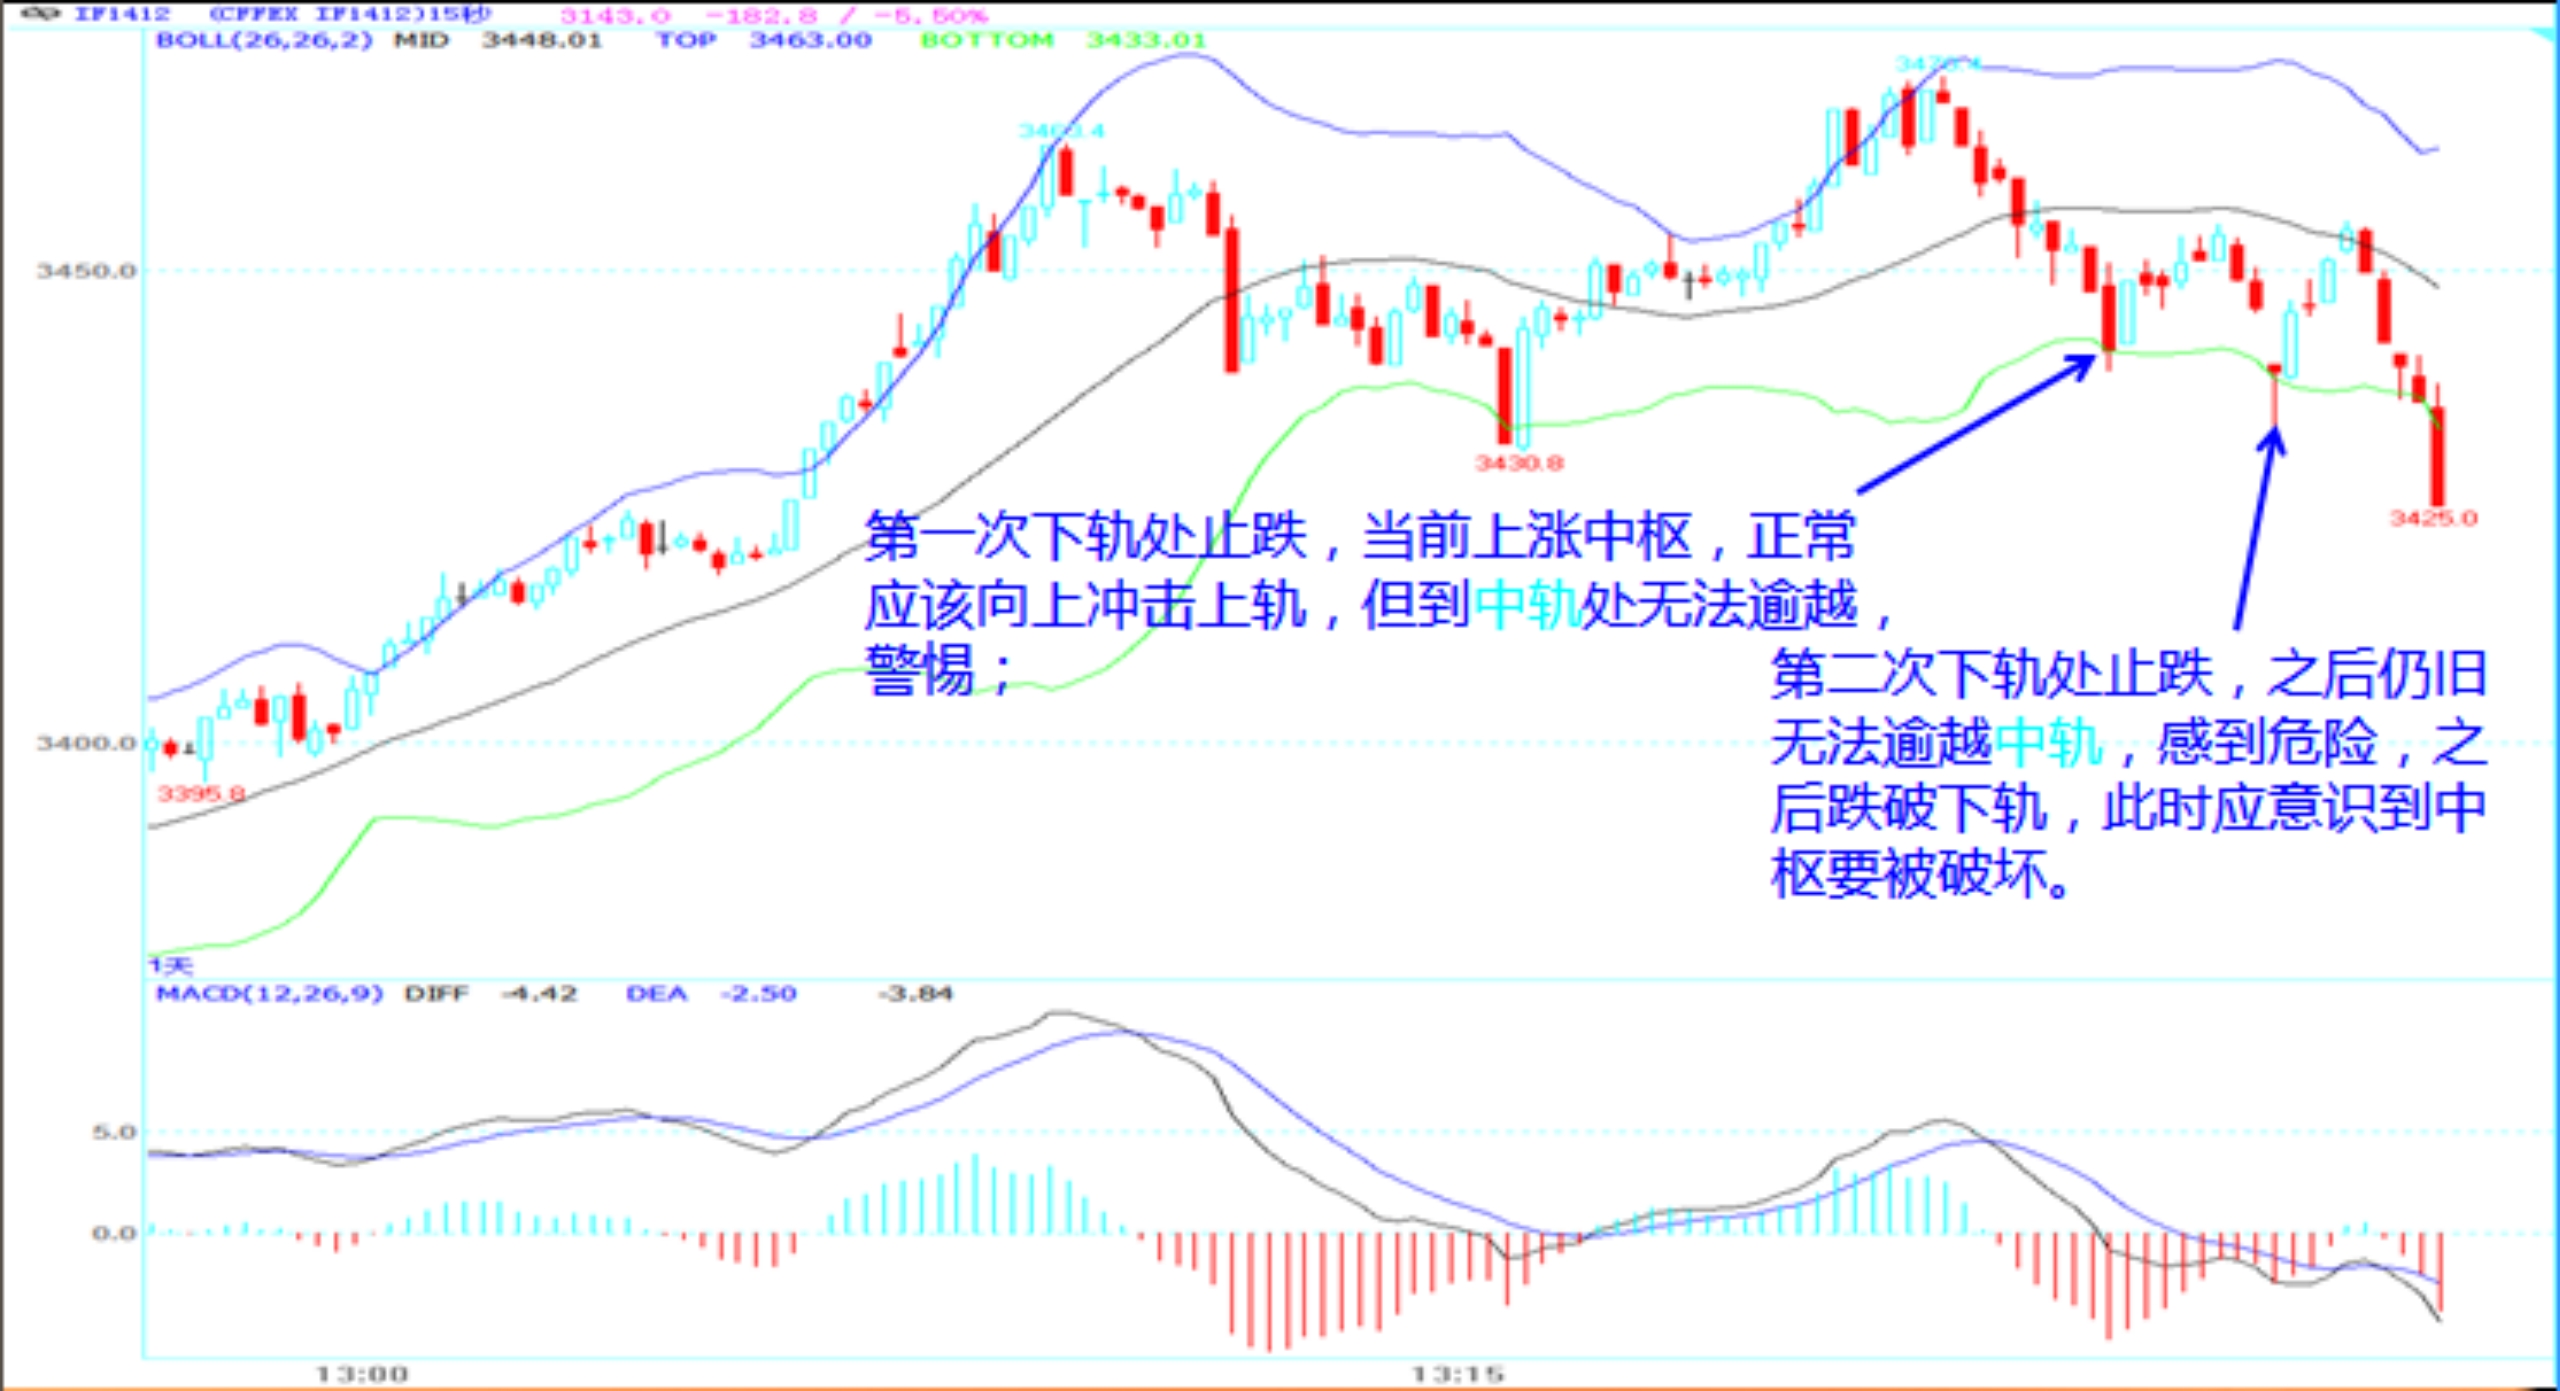 IF1412 (CFFEX IF1412)15秒 3143.0 -182.8 / -5.50%
BOLL(26,26,2) MID 3448.01 TOP 3463.00 BOTTOM 3433.01
3463.4
3450.0
3430.8
3425.0
第一次下轨处止跌，当前上涨中枢，正常
应该向上冲击上轨，但到中轨处无法逾越，
警惕；
第二次下轨处止跌，之后仍旧
无法逾越中轨，感到危险，之
后跌破下轨，此时应意识到中
枢要被破坏。
3400.0
3395.8
1天
MACD(12,26,9) DIFF -4.42 DEA -2.50 -3.84
5.0
0.0
13:00 13:15